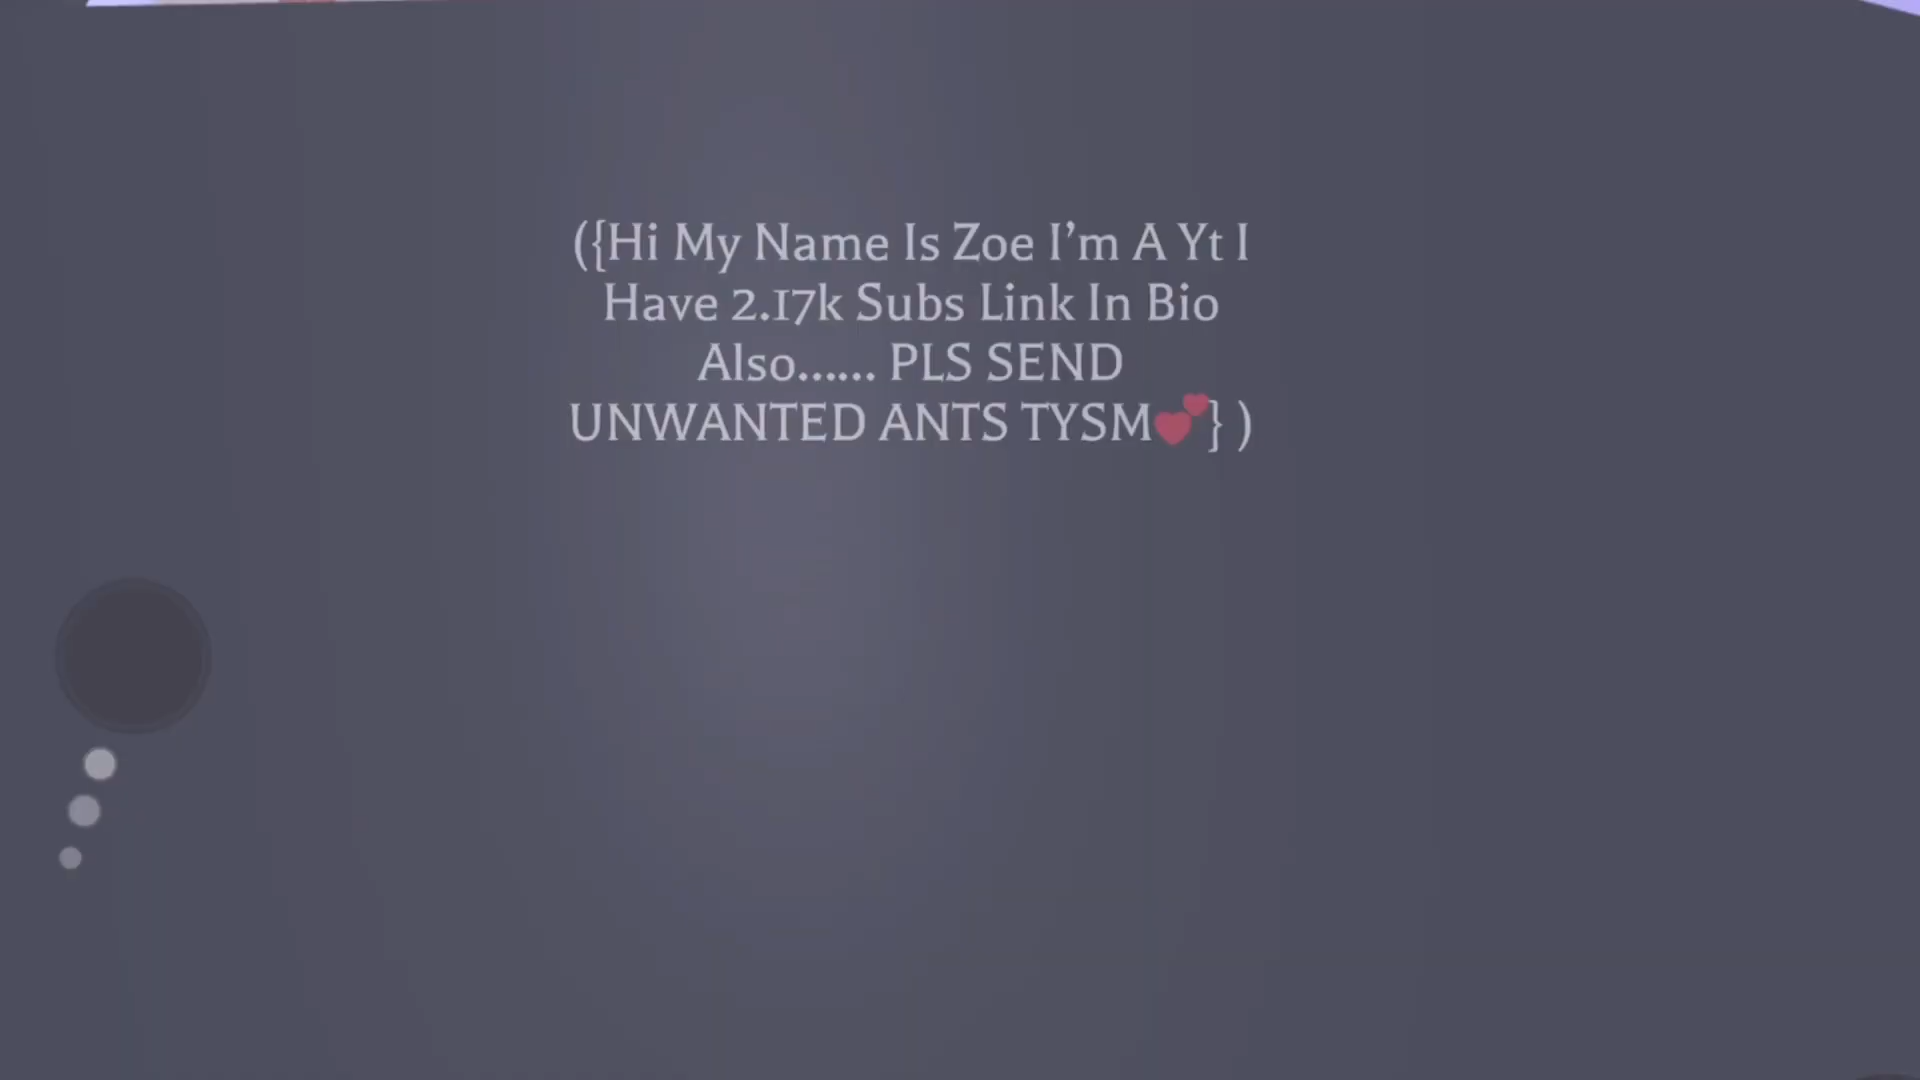 ({Hi My Name Is Zoe I’m A Yt I
Have 2.17k Subs Link In Bio
Also...... PLS SEND
UNWANTED ANTS TYSM💕} )